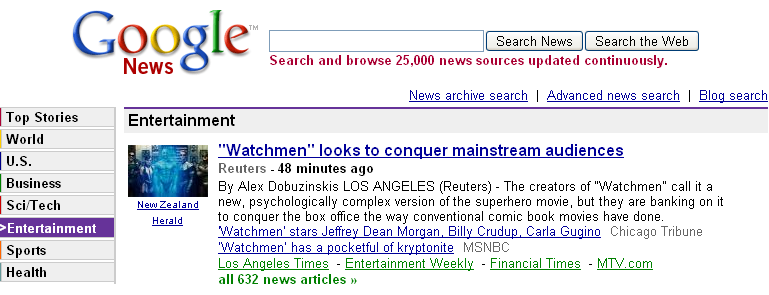 Google™
News
Search News Search the Web
Search and browse 25,000 news sources updated continuously.
News archive search | Advanced news search | Blog search
Top Stories
World
U.S.
Business
Sci/Tech
>Entertainment
Sports
Health
Entertainment
"Watchmen" looks to conquer mainstream audiences
Reuters - 48 minutes ago
New Zealand
Herald
By Alex Dobuzinskis LOS ANGELES (Reuters) - The creators of "Watchmen" call it a
new, psychologically complex version of the superhero movie, but they are banking on it
to conquer the box office the way conventional comic book movies have done.
'Watchmen' stars Jeffrey Dean Morgan, Billy Crudup, Carla Gugino Chicago Tribune
'Watchmen' has a pocketful of kryptonite MSNBC
Los Angeles Times - Entertainment Weekly - Financial Times - MTV.com
all 632 news articles »